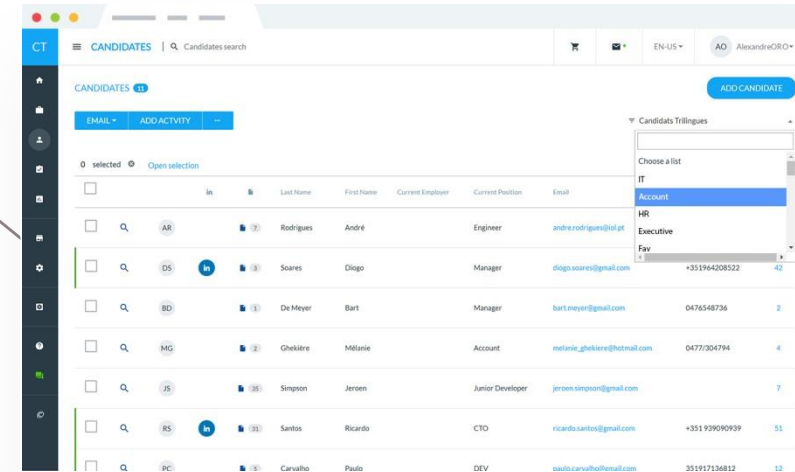 CT CANDIDATES | Candidates search EN-US AO AlexandreORO
CANDIDATES 11 ADD CANDIDATE
EMAIL ADD ACTVITY ... Candidats Trilingues
Choose a list
0 selected Open selection
IT
in Last Name First Name Current Employer Current Position Email
Account
HR
AR 7 Rodrigues André Engineer andre.rodrigues@iol.pt
Executive
Fav
DS in 3 Soares Diogo Manager diogo.soares@gmail.com +351964208522 42
BD 1 De Meyer Bart Manager bart.meyer@gmail.com 0476548736 2
MG 2 Ghekière Mélanie Account melanie_ghekiere@hotmail.com 0477/304794 4
JS 35 Simpson Jeroen Junior Developer jeroen.simpson@gmail.com 7
RS in 31 Santos Ricardo CTO ricardo.santos@gmail.com +351 939090939 51
PC 5 Carvalho Paulo DEV paulo.carvalho@email.com 351917136812 12